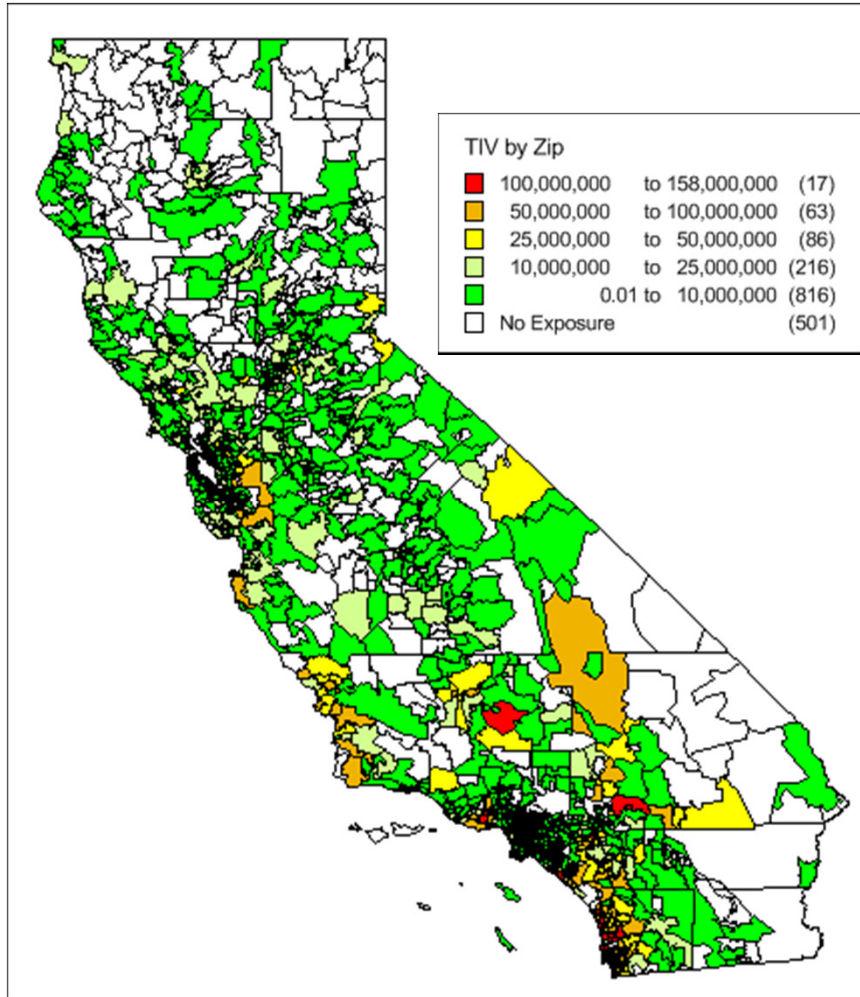 TIV by Zip
100,000,000 to 158,000,000 (17)
50,000,000 to 100,000,000 (63)
25,000,000 to 50,000,000 (86)
10,000,000 to 25,000,000 (216)
0.01 to 10,000,000 (816)
No Exposure (501)